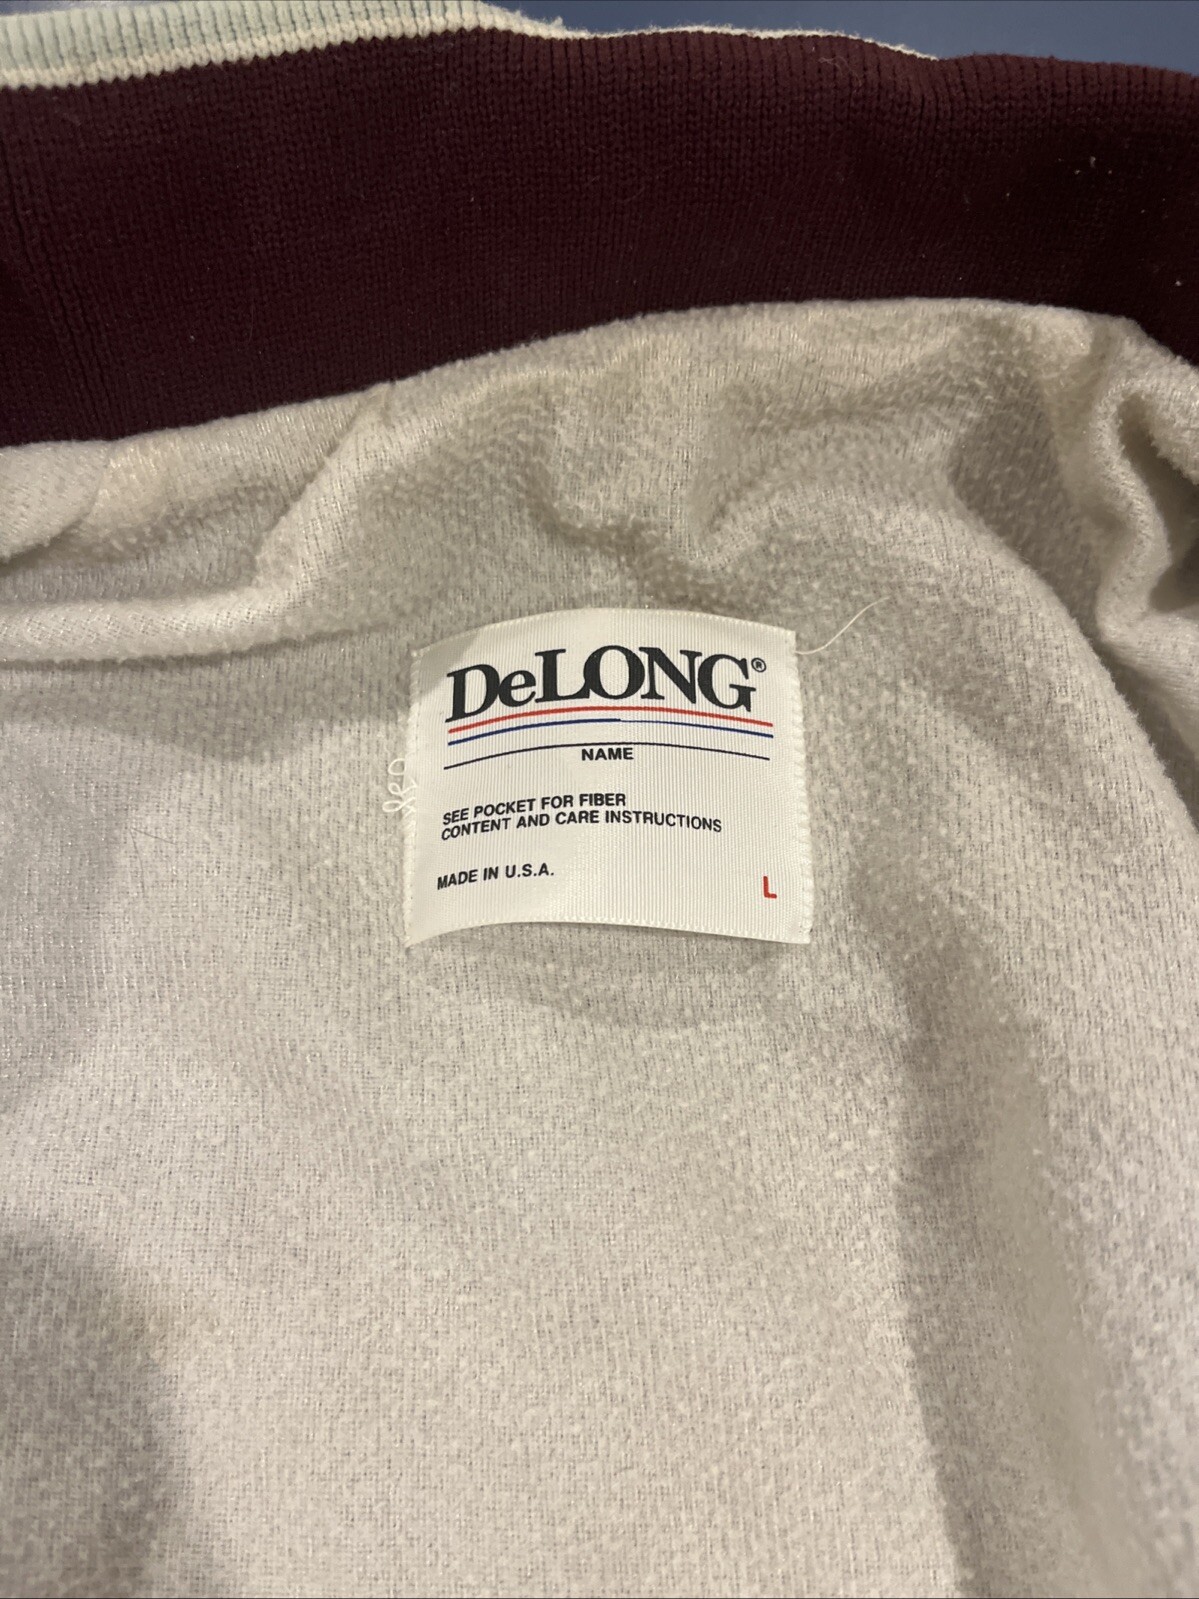 DeLONG®
NAME
SEE POCKET FOR FIBER
CONTENT AND CARE INSTRUCTIONS
MADE IN U.S.A.
L